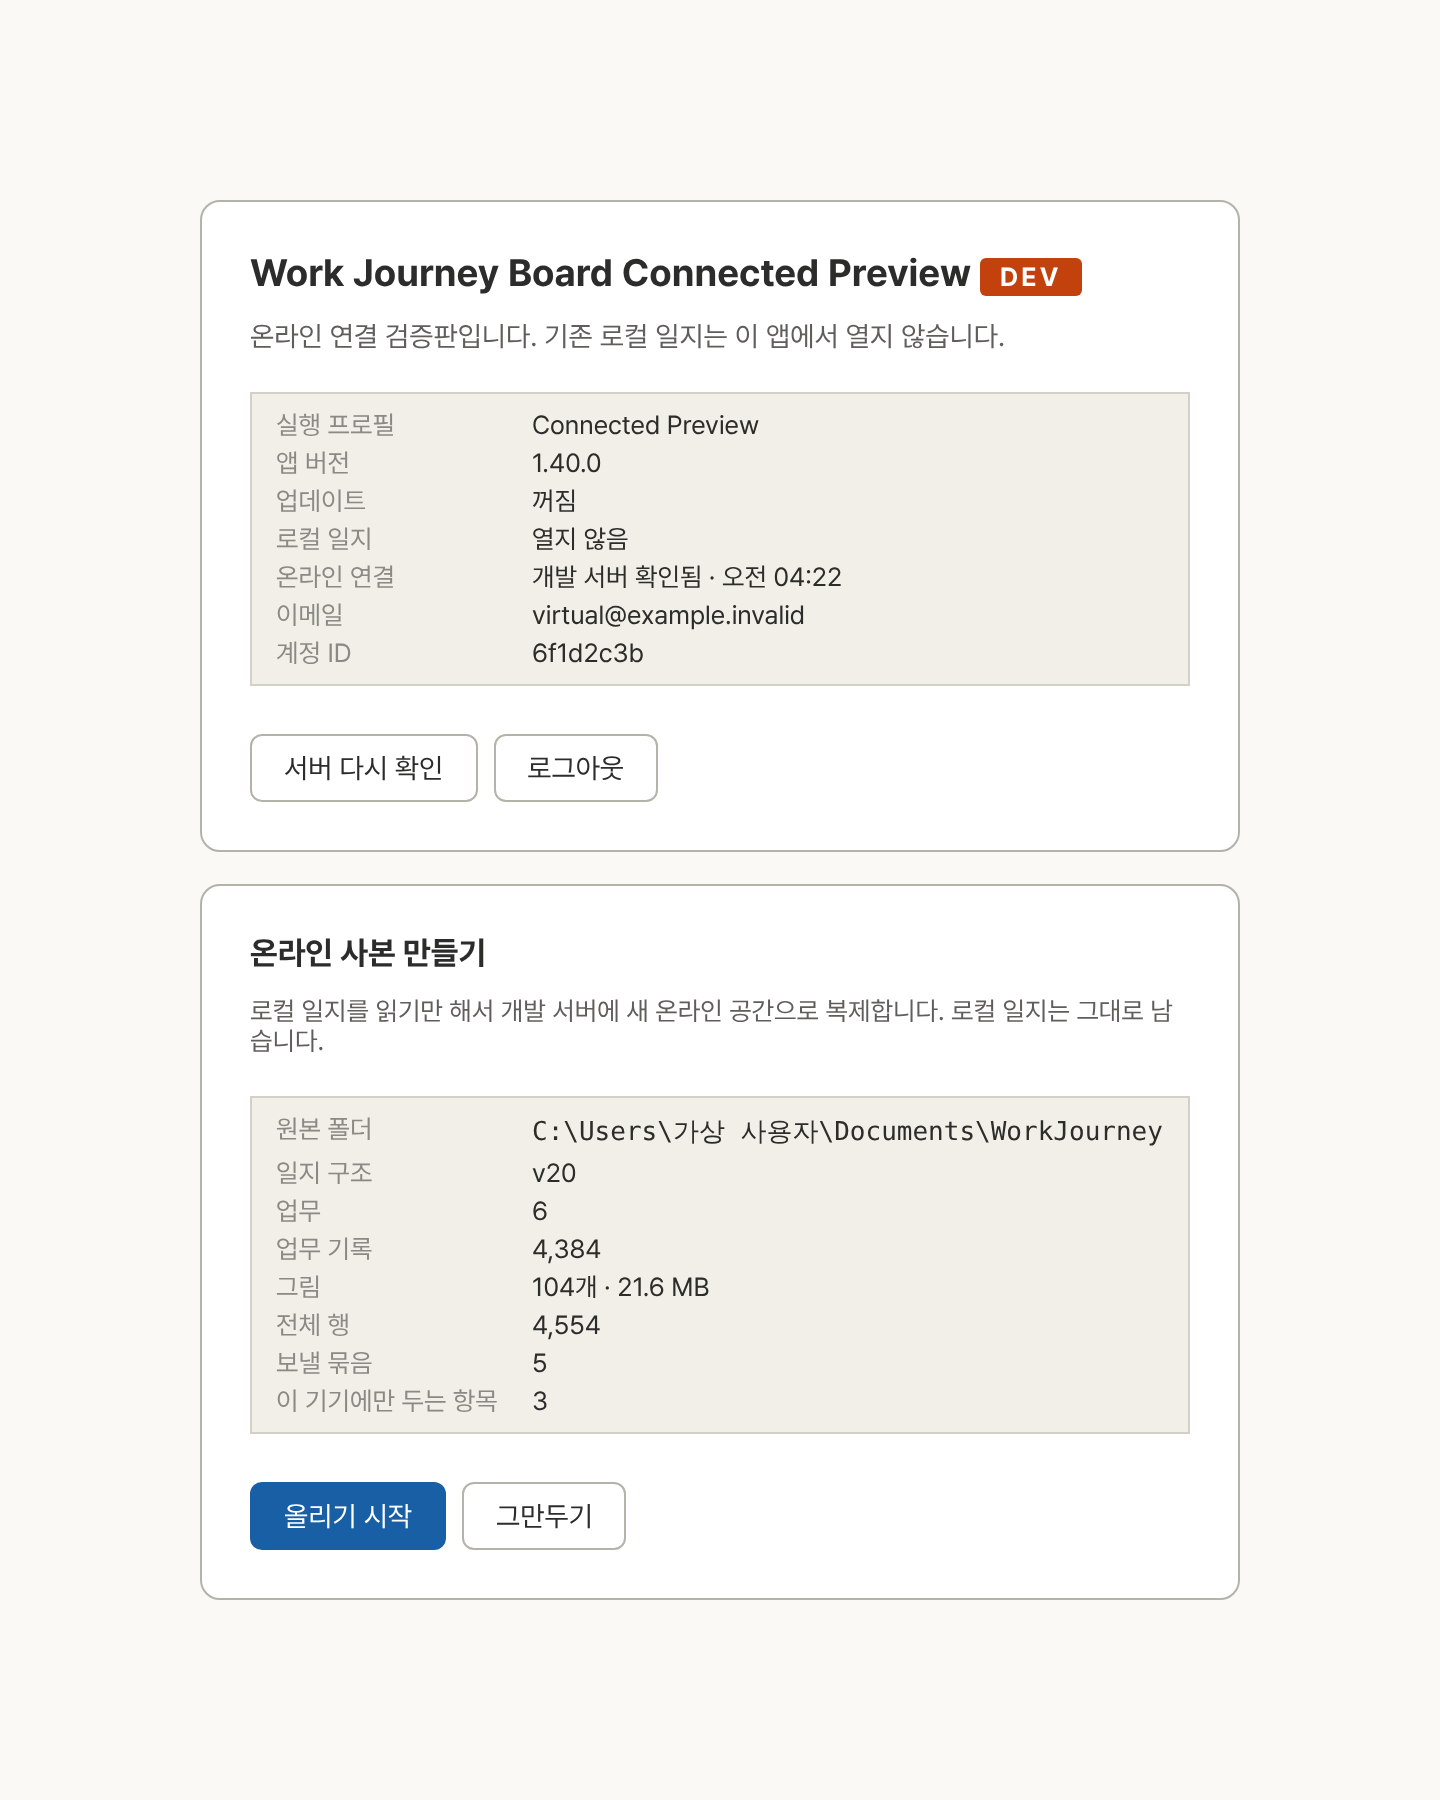 Work Journey Board Connected Preview DEV
온라인 연결 검증판입니다. 기존 로컬 일지는 이 앱에서 열지 않습니다.
실행 프로필 Connected Preview
앱 버전 1.40.0
업데이트 꺼짐
로컬 일지 열지 않음
온라인 연결 개발 서버 확인됨 · 오전 04:22
이메일 virtual@example.invalid
계정 ID 6f1d2c3b
서버 다시 확인 로그아웃
온라인 사본 만들기
로컬 일지를 읽기만 해서 개발 서버에 새 온라인 공간으로 복제합니다. 로컬 일지는 그대로 남
습니다.
원본 폴더 C:\Users\가상 사용자\Documents\WorkJourney
일지 구조 v20
업무 6
업무 기록 4,384
그림 104개 · 21.6 MB
전체 행 4,554
보낼 묶음 5
이 기기에만 두는 항목 3
올리기 시작 그만두기